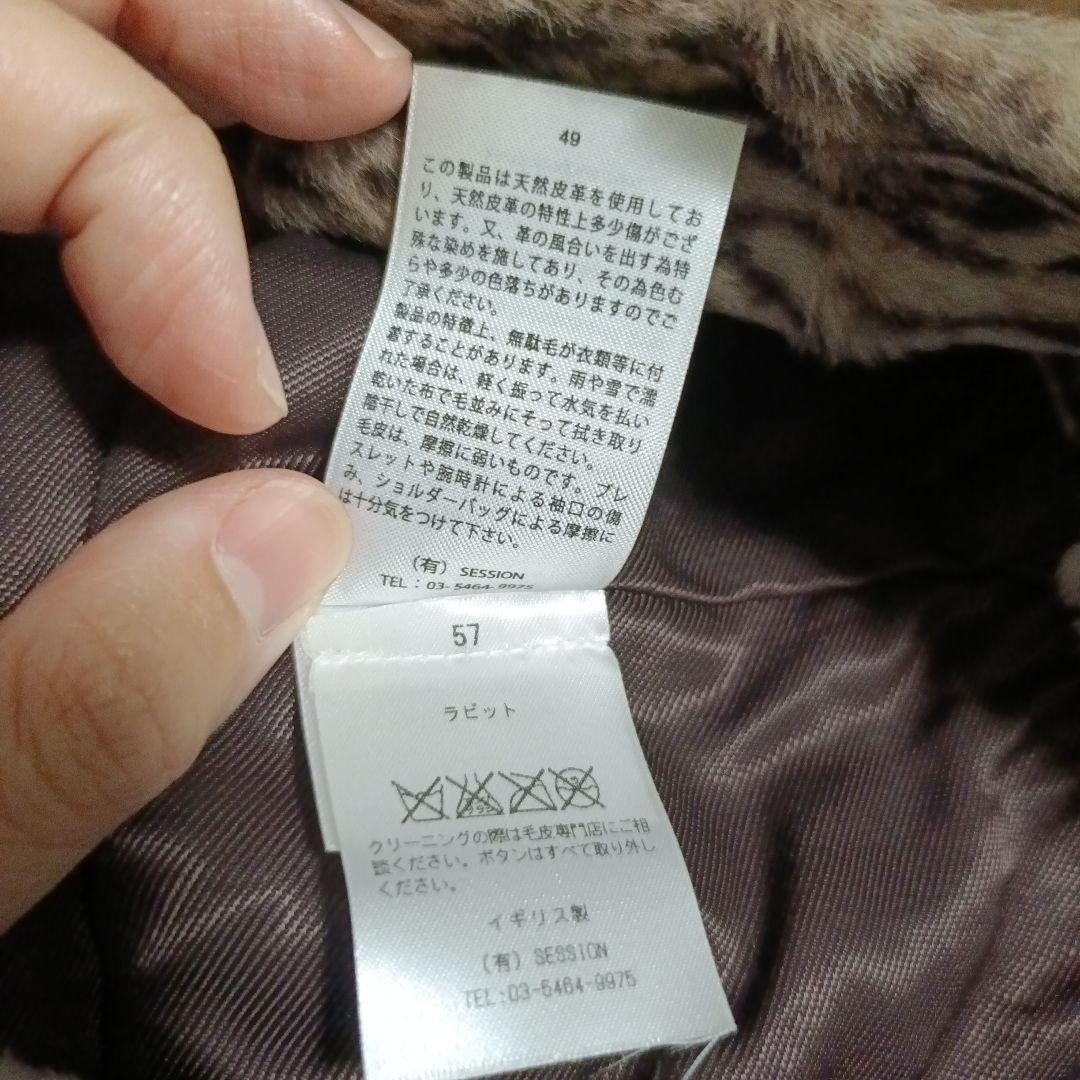 49
この製品は天然皮革を使用してお
り、天然皮革の特性上多少傷がござ
います。又、革の風合いを出す為特
殊な染めを施してあり、その為色む
らや多少の色落ちがありますのでご
了承ください。
製品の特徴上、無駄毛が衣類等に付
着することがあります。雨や雪で濡
れた場合は、軽く振って水気を払い
乾いた布で毛並みにそって拭き取り
陰干しで自然乾燥してください。
毛皮は、摩擦に弱いものです。ブレ
スレットや腕時計による袖口の傷
み、ショルダーバッグによる摩擦に
は十分気をつけて下さい。
(有) SESSION
TEL : 03-5464-9975
57
ラビット
クリーニングの際は毛皮専門店にご相
談ください。ボタンはすべて取り外し
ください。
イギリス製
(有) SESSION
TEL:03-5464-9975